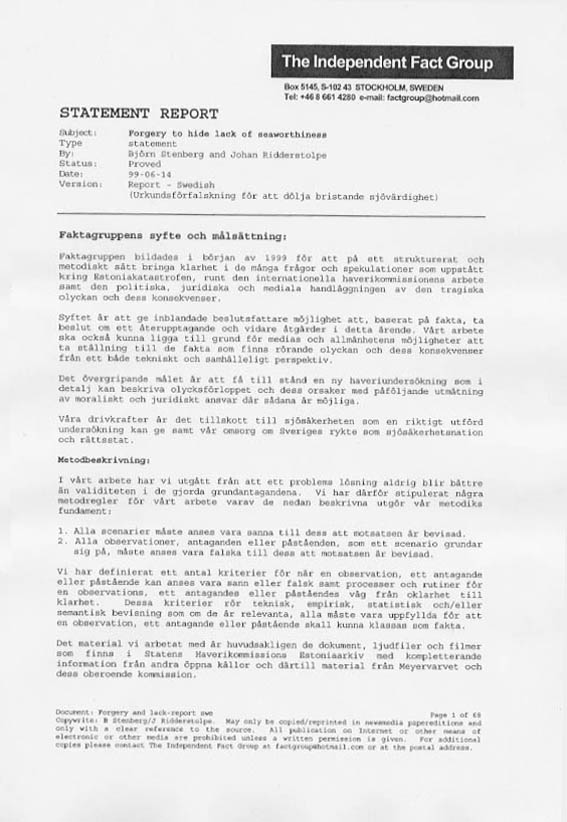 The Independent Fact Group
Box 5145, S-102 43 STOCKHOLM, SWEDEN
Tel: +46 8 661 4280 e-mail: factgroup@hotmail.com
STATEMENT REPORT
Subject: Forgery to hide lack of seaworthiness
Type statement
By: Björn Stenberg and Johan Ridderstolpe
Status: Proved
Date: 99-06-14
Version: Report - Swedish
(Urkundsförfalskning för att dölja bristande sjövärdighet)
Faktagruppens syfte och målsättning:
Faktagruppen bildades i början av 1999 för att på ett strukturerat och
metodiskt sätt bringa klarhet i de många frågor och spekulationer som uppstått
kring Estoniakatastrofen, runt den internationella haverikommissionens arbete
samt den politiska, juridiska och mediala handläggningen av den tragiska
olyckan och dess konsekvenser.
Syftet är att ge inblandade beslutsfattare möjlighet att, baserat på fakta, ta
beslut om ett återupptagande och vidare åtgärder i detta ärende. Vårt arbete
ska också kunna ligga till grund för medias och allmänhetens möjligheter att
ta ställning till de fakta som finns rörande olyckan och dess konsekvenser
från ett både tekniskt och samhälleligt perspektiv.
Det övergripande målet är att få till stånd en ny haveriundersökning som i
detalj kan beskriva olycksförloppet och dess orsaker med påföljande utmätning
av moraliskt och juridiskt ansvar där sådana är möjliga.
Våra drivkrafter är det tillskott till sjösäkerheten som en riktigt utförd
undersökning kan ge samt vår omsorg om Sveriges rykte som sjösäkerhetsnation
och rättsstat.
Metodbeskrivning:
I vårt arbete har vi utgått från att ett problems lösning aldrig blir bättre
än validiteten i de gjorda grundantagandena. Vi har därför stipulerat några
metodregler för vårt arbete varav de nedan beskrivna utgör vår metodiks
fundament:
1. Alla scenarier måste anses vara sanna till dess att motsatsen är bevisad.
2. Alla observationer, antaganden eller påståenden, som ett scenario grundar
sig på, måste anses vara falska till dess att motsatsen är bevisad.
Vi har definierat ett antal kriterier för när en observation, ett antagande
eller påstående kan anses vara sann eller falsk samt processer och rutiner för
en observations, ett antagandes eller påståendes väg från oklarhet till
klarhet. Dessa kriterier rör teknisk, empirisk, statistisk och/eller
semantisk bevisning som om de är relevanta, alla måste vara uppfyllda för att
en observation, ett antagande eller påstående skall kunna klassas som fakta.
Det material vi arbetat med är huvudsakligen de dokument, ljudfiler och filmer
som finns i Statens Haverikommissions Estoniaarkiv med kompletterande
information från andra öppna källor och därtill material från Meyervarvet och
dess oberoende kommission.
Document: Forgery and lack-report swe Page 1 of 69
Copywrite: B Stenberg/J Ridderstolpe. May only be copied/reprinted in newsmedia papereditions and
only with a clear reference to the source. All publication on Internet or other means of
electronic or other media are prohibited unless a written permission is given. For additional
copies please contact The Independent Fact Group at factgroup@hotmail.com or at the postal address.